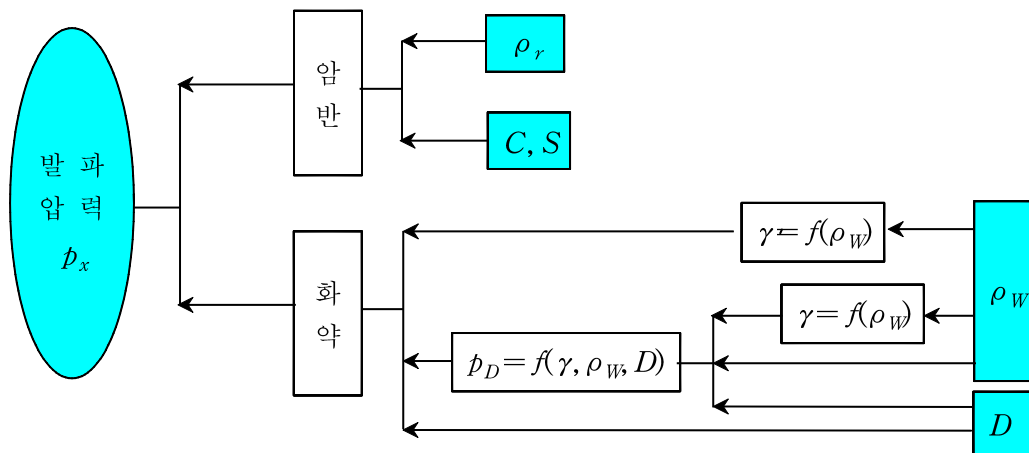 발 파
압 력
p_x
암
반
ρ_r
C, S
화
약
γ = f(ρ_W)
γ = f(ρ_W)
p_D = f(γ, ρ_W, D)
ρ_W
D